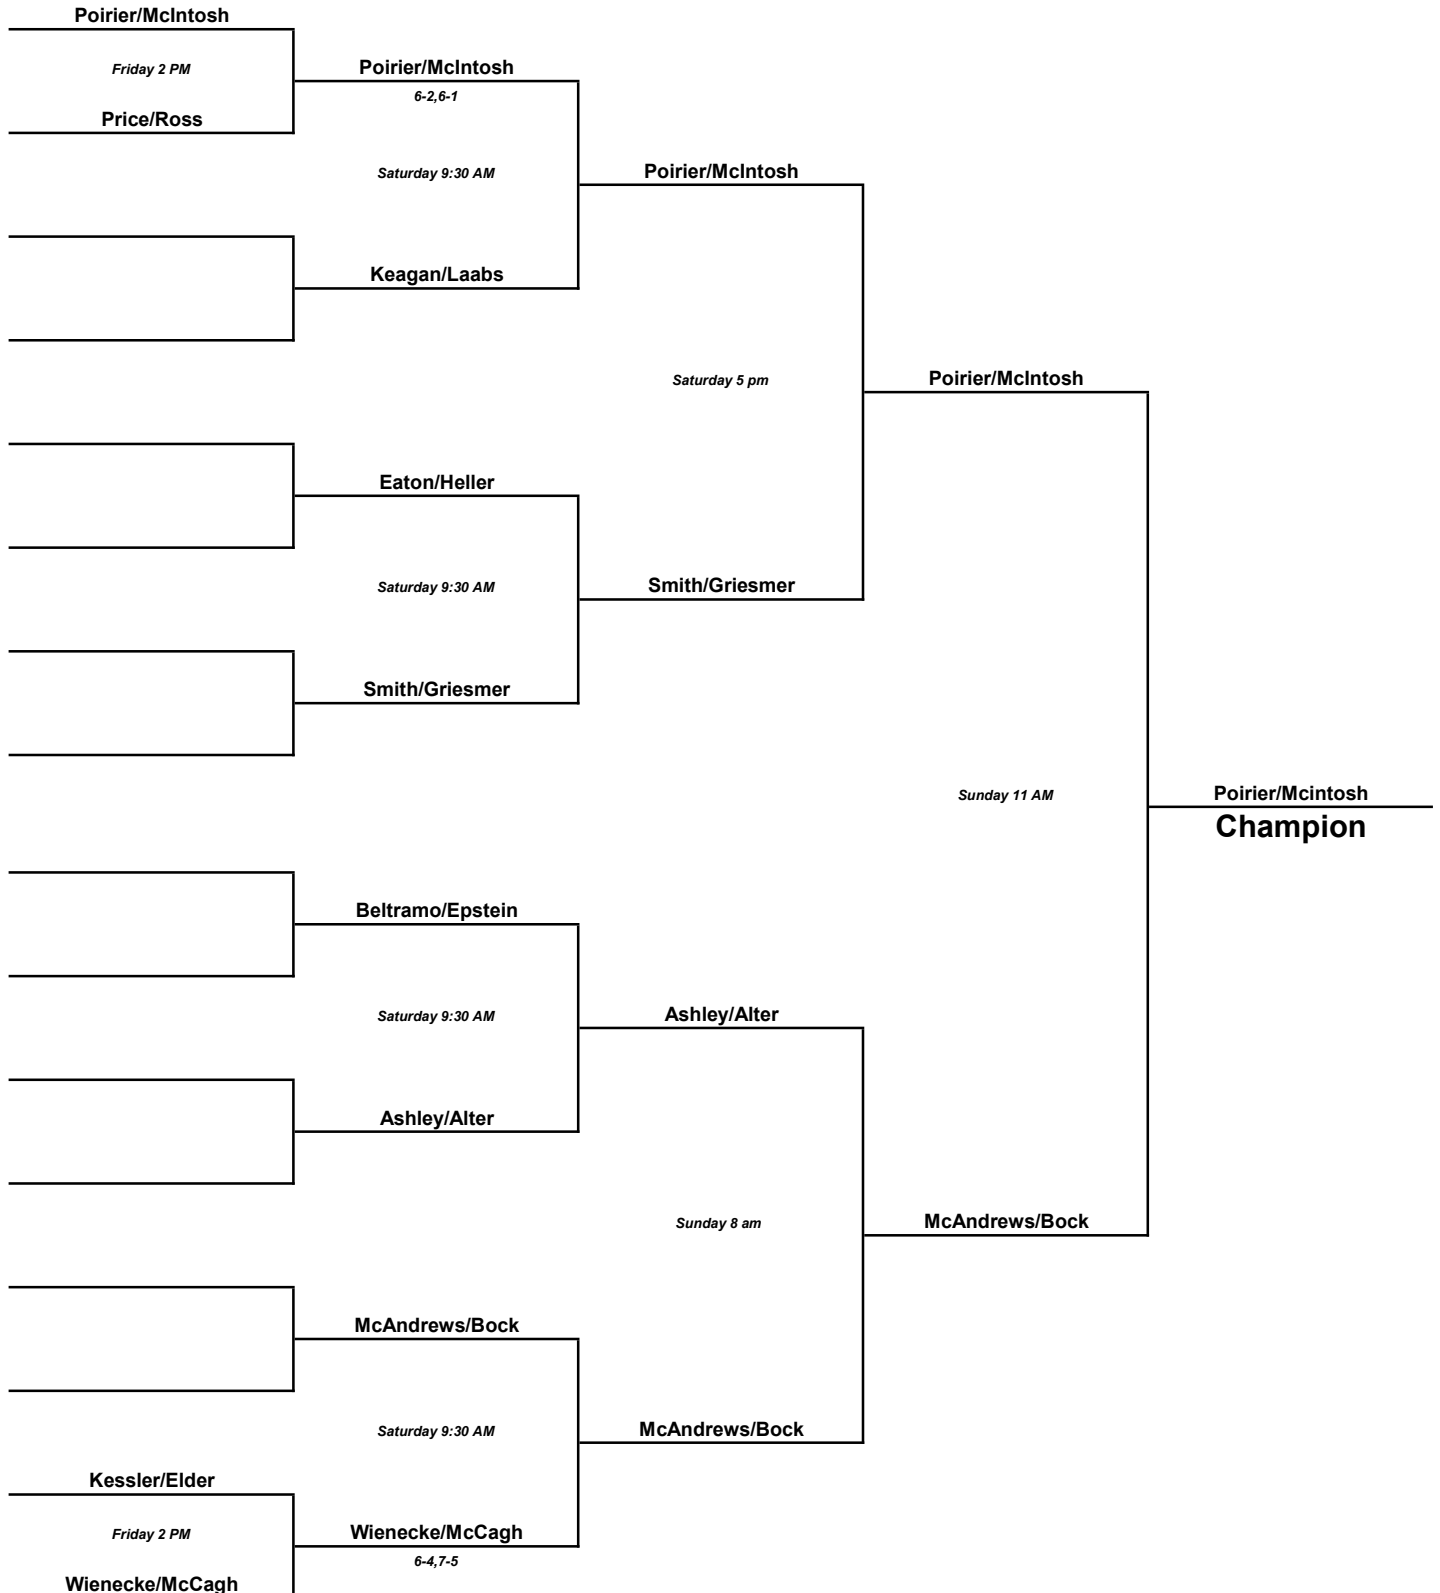 Poirier/McIntosh
Friday 2 PM
Poirier/McIntosh
6-2,6-1
Price/Ross
Saturday 9:30 AM
Poirier/McIntosh
Keagan/Laabs
Saturday 5 pm
Poirier/McIntosh
Eaton/Heller
Saturday 9:30 AM
Smith/Griesmer
Smith/Griesmer
Sunday 11 AM
Poirier/Mcintosh
Champion
Beltramo/Epstein
Saturday 9:30 AM
Ashley/Alter
Ashley/Alter
Sunday 8 am
McAndrews/Bock
McAndrews/Bock
Saturday 9:30 AM
McAndrews/Bock
Kessler/Elder
Friday 2 PM
Wienecke/McCagh
6-4,7-5
Wienecke/McCagh